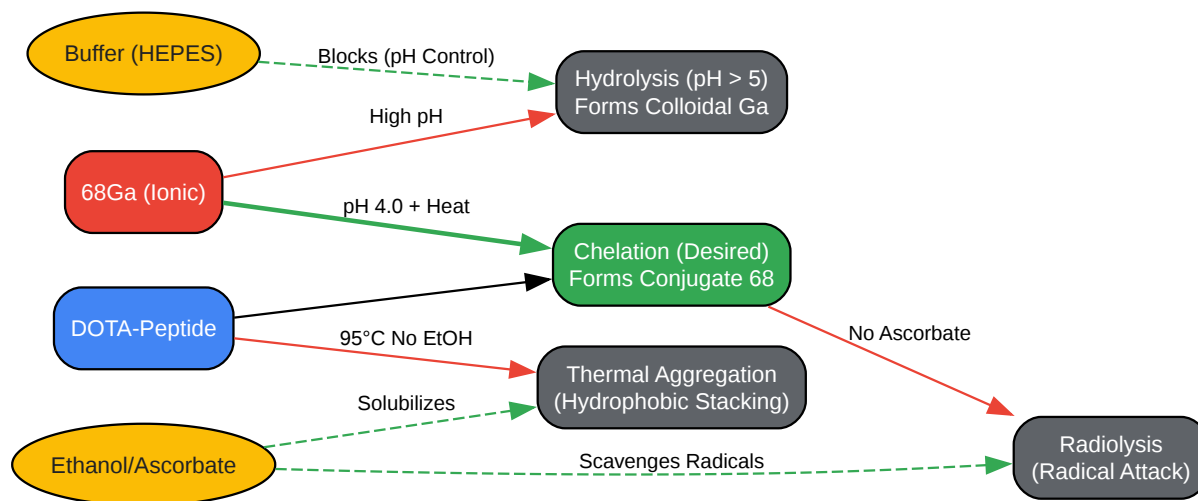 Buffer (HEPES)
Blocks (pH Control)
Hydrolysis (pH > 5)
Forms Colloidal Ga
High pH
68Ga (Ionic)
pH 4.0 + Heat
Chelation (Desired)
Forms Conjugate 68
DOTA-Peptide
95°C No EtOH
No Ascorbate
Thermal Aggregation
(Hydrophobic Stacking)
Solubilizes
Ethanol/Ascorbate
Scavenges Radicals
Radiolysis
(Radical Attack)